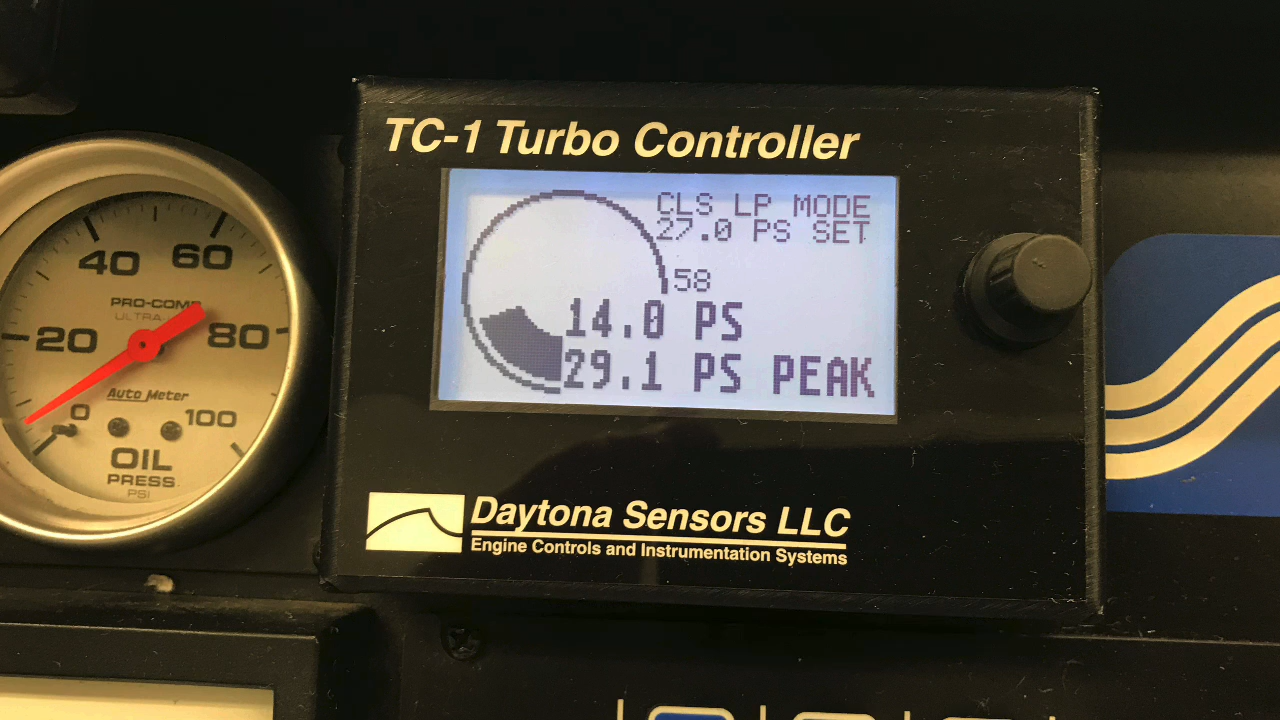 TC-1 Turbo Controller
CLS LP MODE
27.0 PS SET
58
14.0 PS
29.1 PS PEAK
Daytona Sensors LLC
Engine Controls and Instrumentation Systems
40 60
PRO-COMP
ULTRA-
20 80
Auto Meter
0 100
OIL
PRESS
PSI